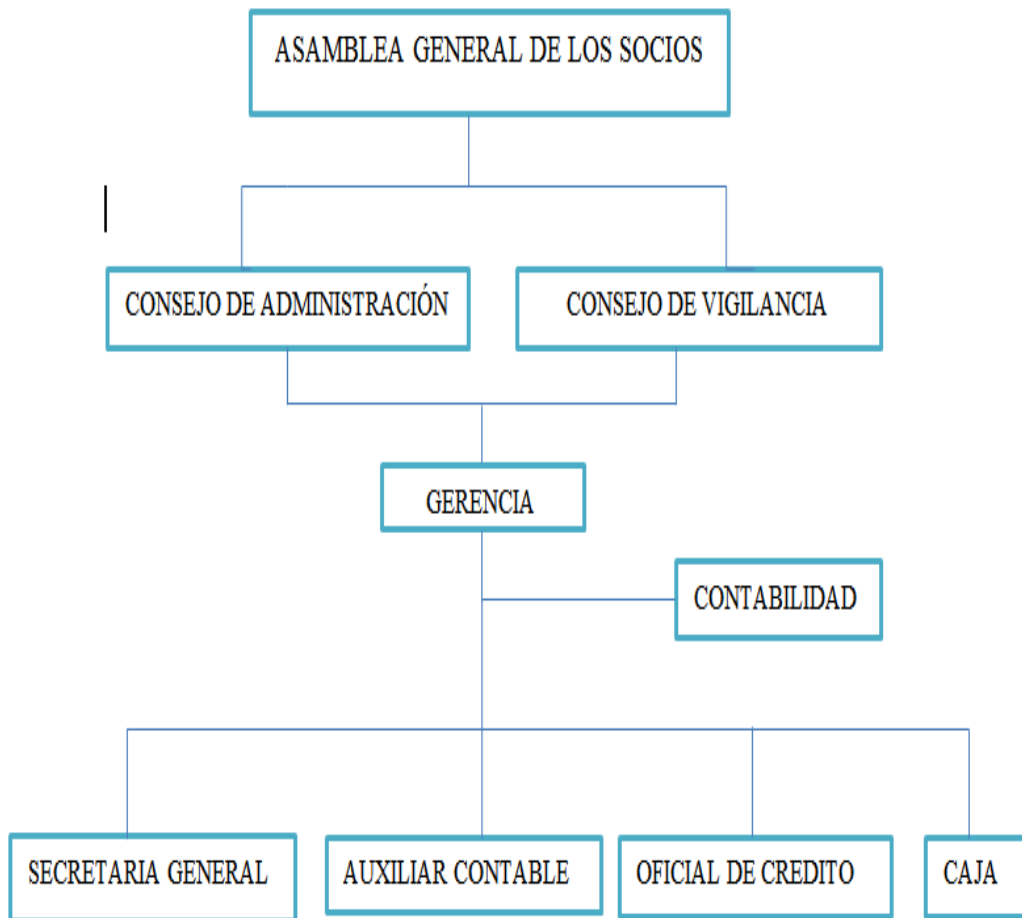 ASAMBLEA GENERAL DE LOS SOCIOS
CONSEJO DE ADMINISTRACIÓN
CONSEJO DE VIGILANCIA
GERENCIA
CONTABILIDAD
SECRETARIA GENERAL
AUXILIAR CONTABLE
OFICIAL DE CREDITO
CAJA